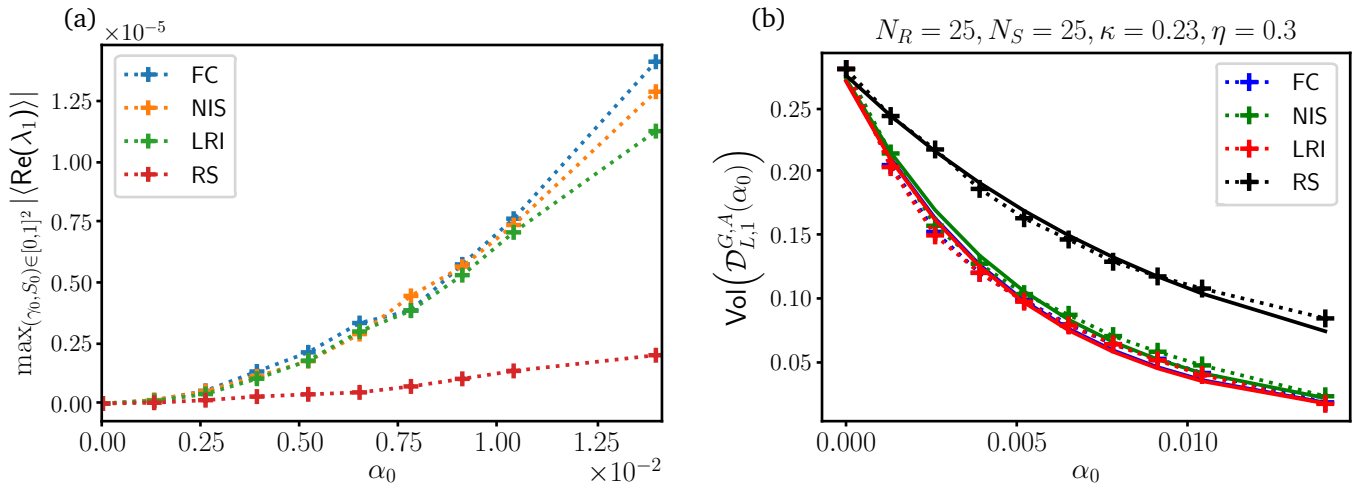 (a)
×10⁻⁵
max₍γ₀,S₀₎∈[0,1]² |⟨Re(λ₁)⟩|
1.25
1.00
0.75
0.50
0.25
0.00
FC
NIS
LRI
RS
0.00 0.25 0.50 0.75 1.00 1.25
×10⁻²
α₀
(b)
N_R = 25, N_S = 25, κ = 0.23, η = 0.3
Vol(𝒟_{L,1}^{G,A}(α₀))
0.25
0.20
0.15
0.10
0.05
FC
NIS
LRI
RS
0.000 0.005 0.010
α₀